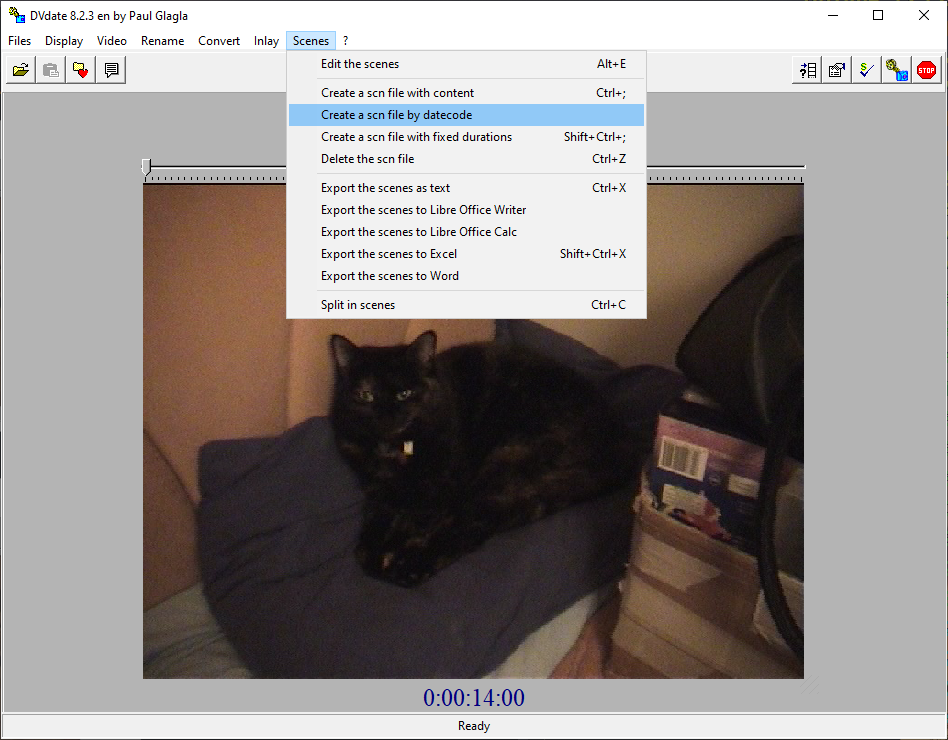 DVdate 8.2.3 en by Paul Glagla
Files Display Video Rename Convert Inlay Scenes ?
Edit the scenes Alt+E
Create a scn file with content Ctrl+;
Create a scn file by datecode
Create a scn file with fixed durations Shift+Ctrl+;
Delete the scn file Ctrl+Z
Export the scenes as text Ctrl+X
Export the scenes to Libre Office Writer
Export the scenes to Libre Office Calc
Export the scenes to Excel Shift+Ctrl+X
Export the scenes to Word
Split in scenes Ctrl+C
STOP
0:00:14:00
Ready